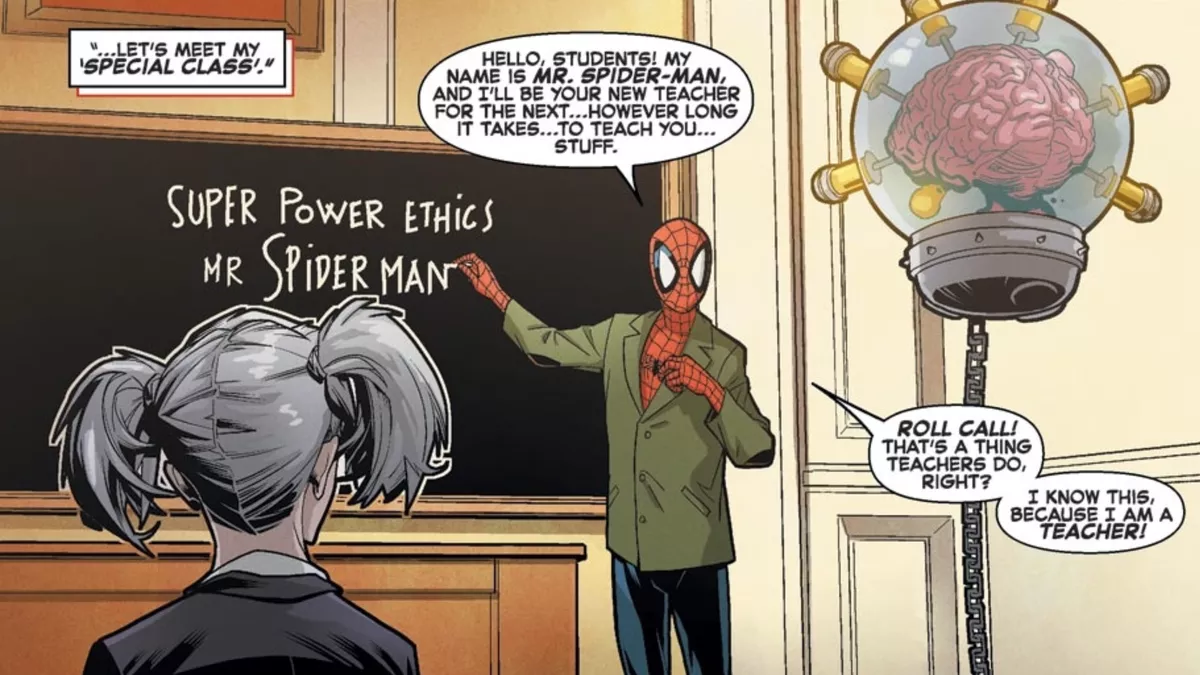 "...LET'S MEET MY
'SPECIAL CLASS'."
HELLO, STUDENTS! MY
NAME IS MR. SPIDER-MAN,
AND I'LL BE YOUR NEW TEACHER
FOR THE NEXT...HOWEVER LONG
IT TAKES...TO TEACH YOU...
STUFF.
SUPER POWER ETHICS
MR SPIDER MAN
ROLL CALL!
THAT'S A THING
TEACHERS DO,
RIGHT?
I KNOW THIS,
BECAUSE I AM A
TEACHER!